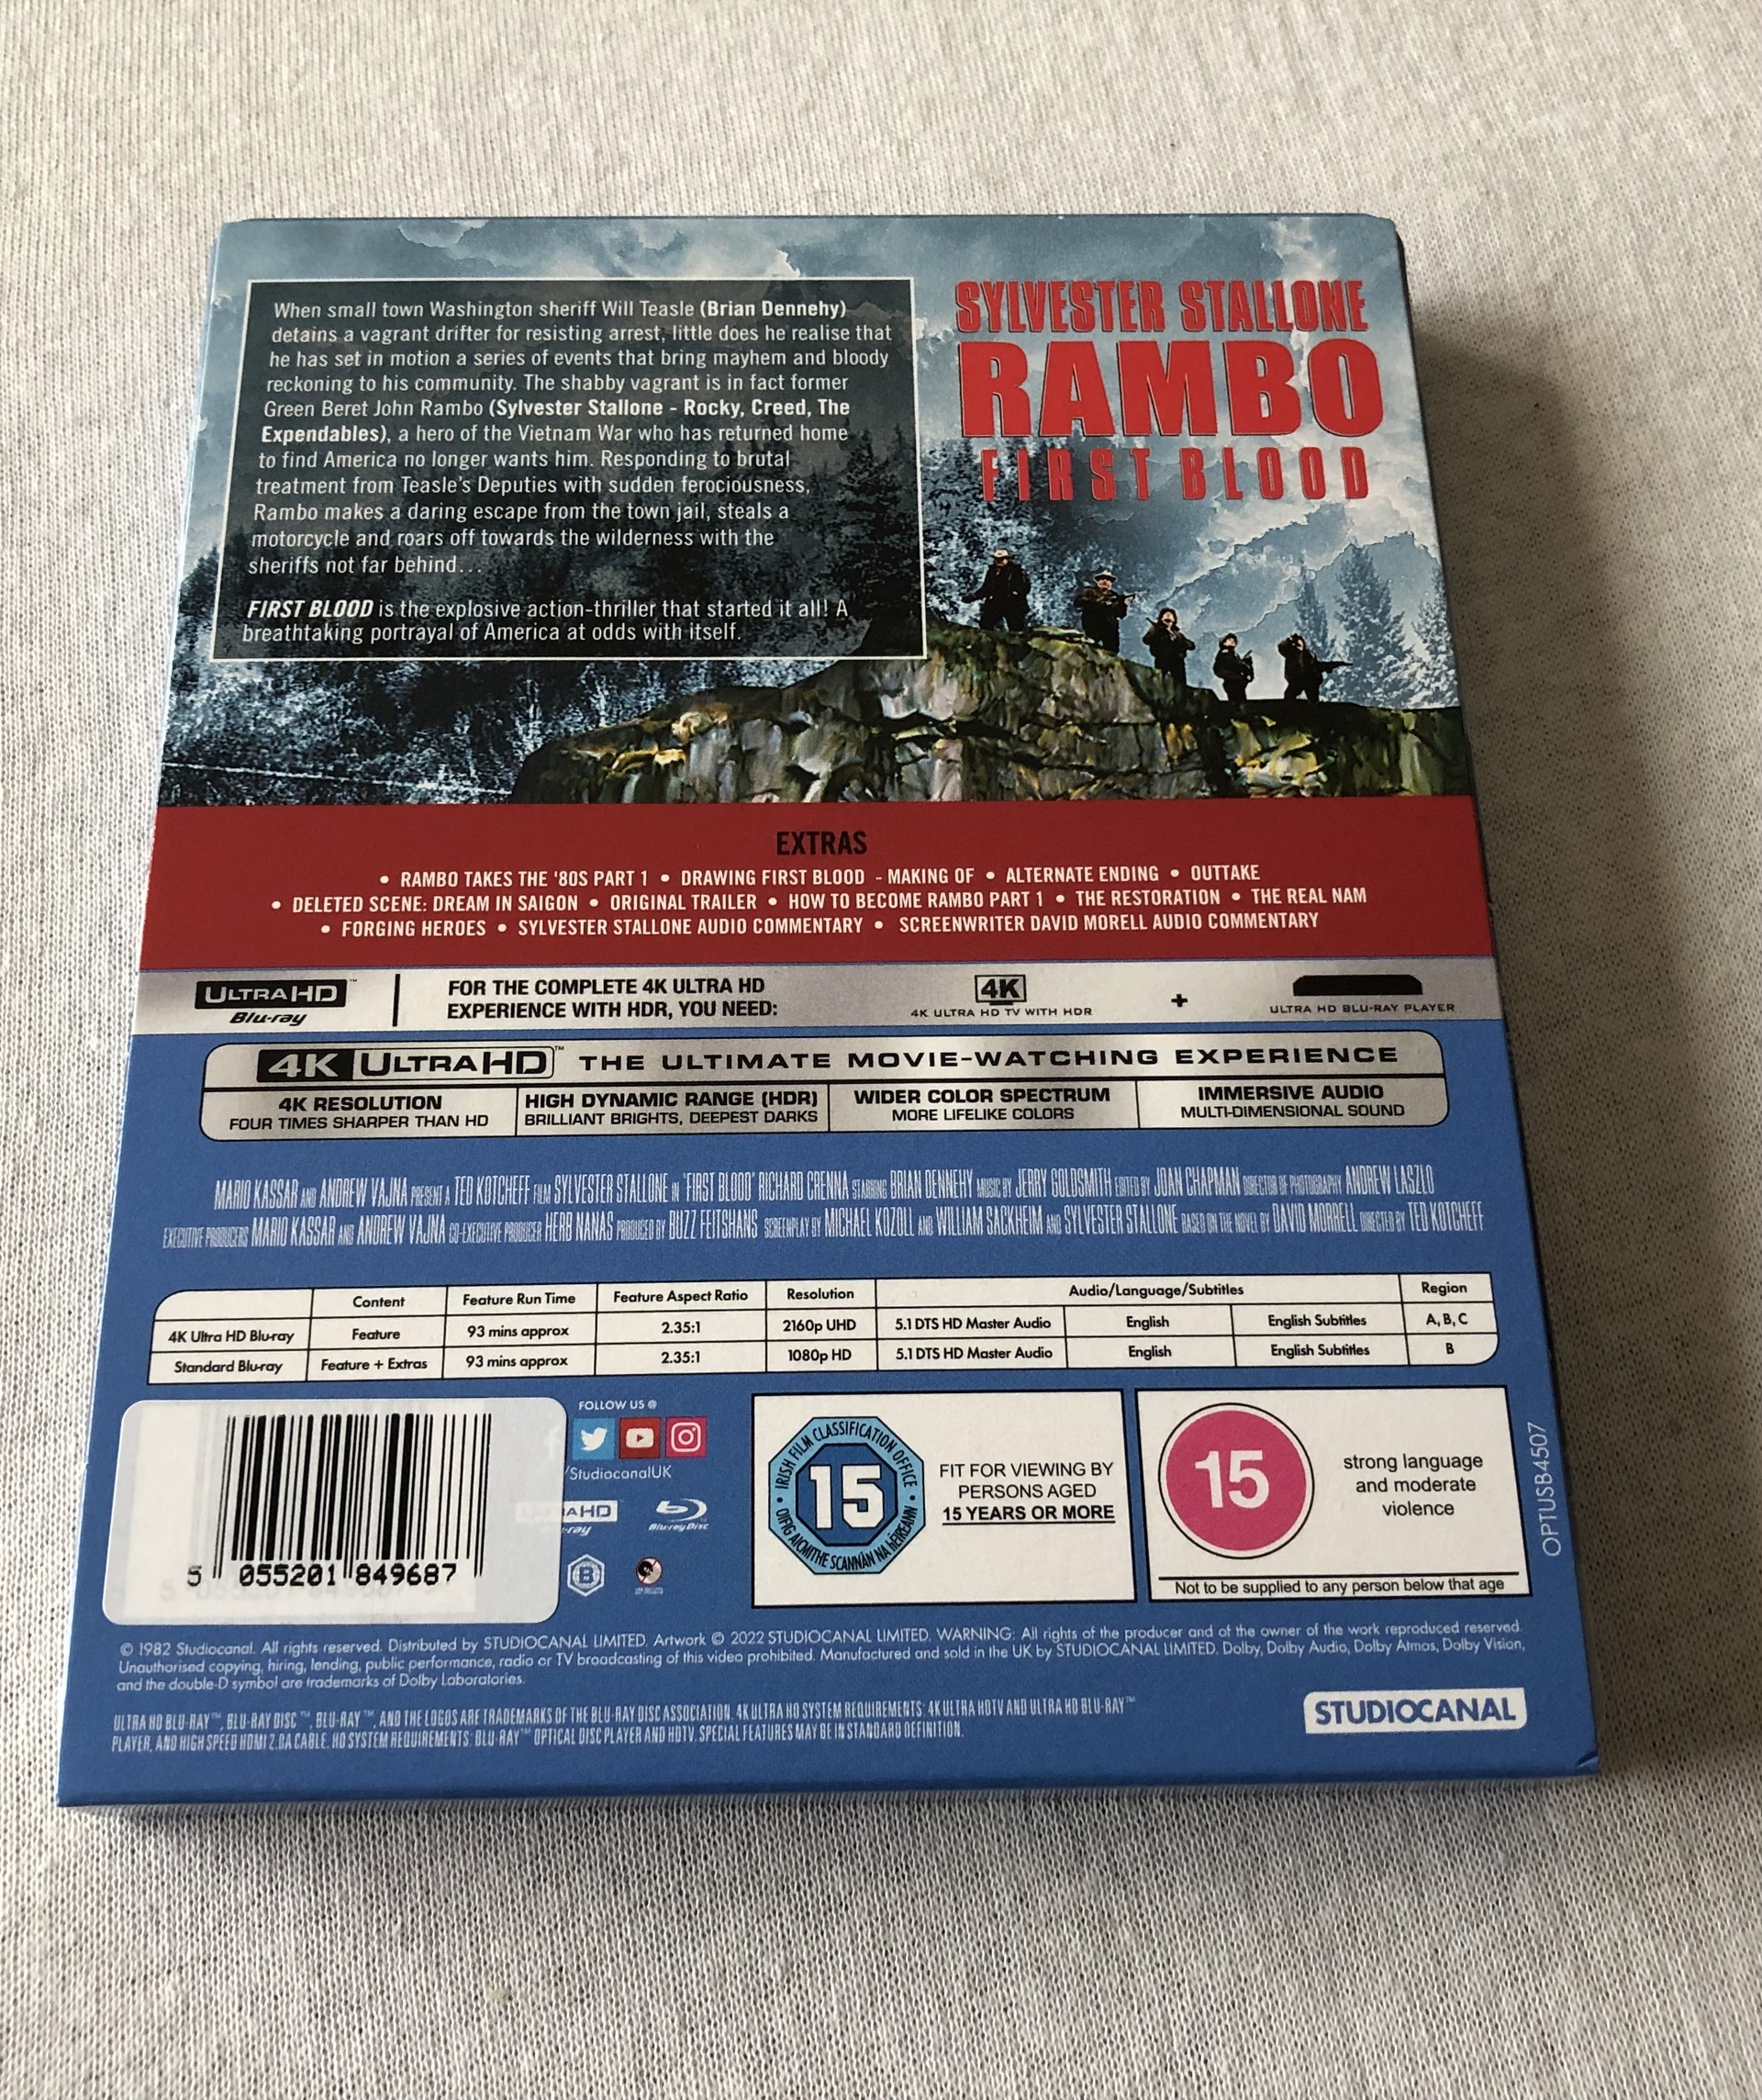 When small town Washington sheriff Will Teasle (Brian Dennehy)
detains a vagrant drifter for resisting arrest, little does he realise that
he has set in motion a series of events that bring mayhem and bloody
reckoning to his community. The shabby vagrant is in fact former
Green Beret John Rambo (Sylvester Stallone - Rocky, Creed, The
Expendables), a hero of the Vietnam War who has returned home
to find America no longer wants him. Responding to brutal
treatment from Teasle's Deputies with sudden ferociousness,
Rambo makes a daring escape from the town jail, steals a
motorcycle and roars off towards the wilderness with the
sheriffs not far behind...
FIRST BLOOD is the explosive action-thriller that started it all! A
breathtaking portrayal of America at odds with itself.
SYLVESTER STALLONE
RAMBO
FIRST BLOOD
EXTRAS
• RAMBO TAKES THE '80S PART 1 • DRAWING FIRST BLOOD - MAKING OF • ALTERNATE ENDING • OUTTAKE
• DELETED SCENE: DREAM IN SAIGON • ORIGINAL TRAILER • HOW TO BECOME RAMBO PART 1 • THE RESTORATION • THE REAL NAM
• FORGING HEROES • SYLVESTER STALLONE AUDIO COMMENTARY • SCREENWRITER DAVID MORELL AUDIO COMMENTARY
ULTRA HD™
Blu-ray
FOR THE COMPLETE 4K ULTRA HD
EXPERIENCE WITH HDR, YOU NEED:
4K
4K ULTRA HD TV WITH HDR
+
ULTRA HD BLU-RAY PLAYER
4K ULTRA HD™ THE ULTIMATE MOVIE-WATCHING EXPERIENCE
4K RESOLUTION
FOUR TIMES SHARPER THAN HD
HIGH DYNAMIC RANGE (HDR)
BRILLIANT BRIGHTS, DEEPEST DARKS
WIDER COLOR SPECTRUM
MORE LIFELIKE COLORS
IMMERSIVE AUDIO
MULTI-DIMENSIONAL SOUND
MARIO KASSAR AND ANDREW VAJNA PRESENT A TED KOTCHEFF FILM SYLVESTER STALLONE IN 'FIRST BLOOD' RICHARD CRENNA STARRING BRIAN DENNEHY MUSIC BY JERRY GOLDSMITH EDITED BY JOAN CHAPMAN DIRECTOR OF PHOTOGRAPHY ANDREW LASZLO
EXECUTIVE PRODUCERS MARIO KASSAR AND ANDREW VAJNA CO-EXECUTIVE PRODUCER HERB NANAS PRODUCED BY BUZZ FEITSHANS SCREENPLAY BY MICHAEL KOZOLL AND WILLIAM SACKHEIM AND SYLVESTER STALLONE BASED ON THE NOVEL BY DAVID MORRELL DIRECTED BY TED KOTCHEFF
Content Feature Run Time Feature Aspect Ratio Resolution Audio/Language/Subtitles Region
4K Ultra HD Blu-ray Feature 93 mins approx 2.35:1 2160p UHD 5.1 DTS HD Master Audio English English Subtitles A, B, C
Standard Blu-ray Feature + Extras 93 mins approx 2.35:1 1080p HD 5.1 DTS HD Master Audio English English Subtitles B
5 055201 849687
FOLLOW US @
/StudiocanalUK
Blu-ray Disc
B
IRISH FILM CLASSIFICATION OFFICE
15
OIFIG AICMITHE SCANNÁN NA hÉIREANN
FIT FOR VIEWING BY
PERSONS AGED
15 YEARS OR MORE
15
strong language
and moderate
violence
Not to be supplied to any person below that age
OPTUSB4507
© 1982 Studiocanal. All rights reserved. Distributed by STUDIOCANAL LIMITED. Artwork © 2022 STUDIOCANAL LIMITED. WARNING: All rights of the producer and of the owner of the work reproduced reserved.
Unauthorised copying, hiring, lending, public performance, radio or TV broadcasting of this video prohibited. Manufactured and sold in the UK by STUDIOCANAL LIMITED. Dolby, Dolby Audio, Dolby Atmos, Dolby Vision,
and the double-D symbol are trademarks of Dolby Laboratories.
ULTRA HD BLU-RAY™, BLU-RAY DISC™, BLU-RAY™, AND THE LOGOS ARE TRADEMARKS OF THE BLU-RAY DISC ASSOCIATION. 4K ULTRA HD SYSTEM REQUIREMENTS: 4K ULTRA HDTV AND ULTRA HD BLU-RAY™
PLAYER, AND HIGH SPEED HDMI 2.0A CABLE. HD SYSTEM REQUIREMENTS: BLU-RAY™ OPTICAL DISC PLAYER AND HDTV. SPECIAL FEATURES MAY BE IN STANDARD DEFINITION.
STUDIOCANAL